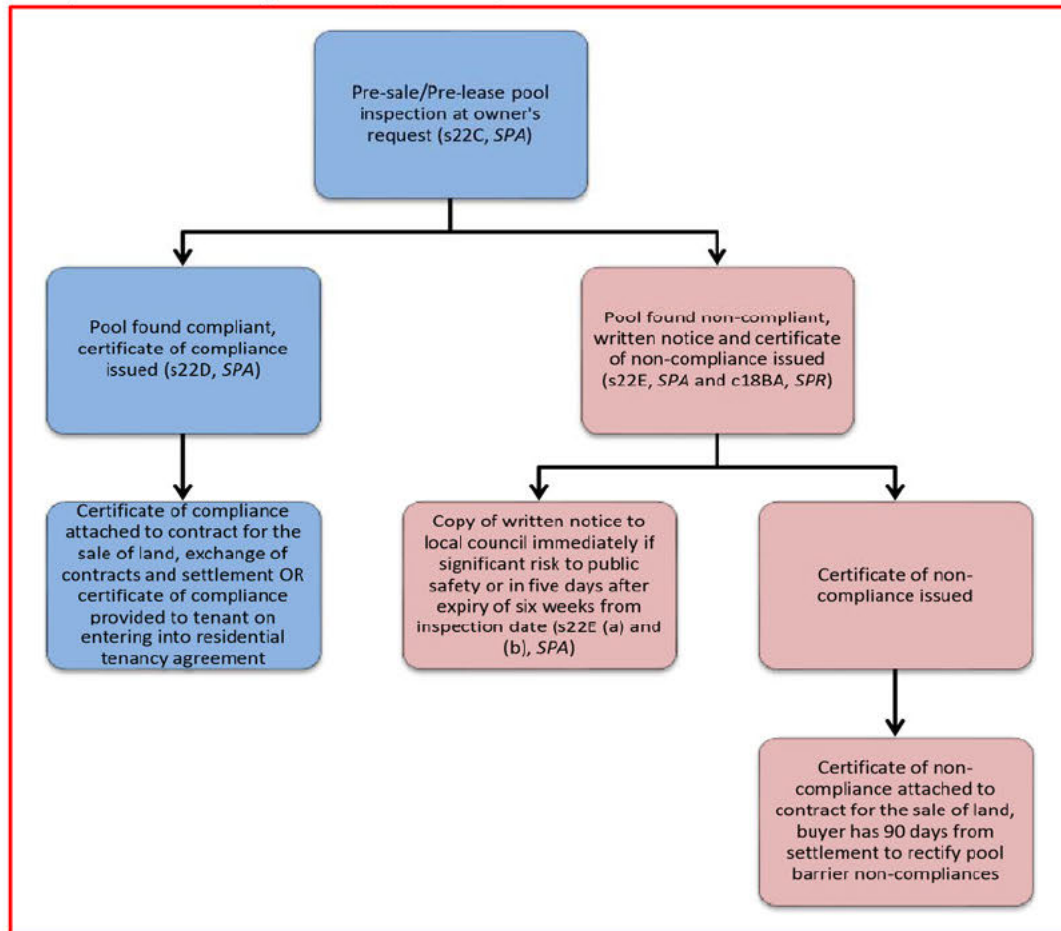 Pre-sale/Pre-lease pool
inspection at owner's
request (s22C, SPA)
Pool found compliant,
certificate of compliance
issued (s22D, SPA)
Pool found non-compliant,
written notice and certificate
of non-compliance issued
(s22E, SPA and c18BA, SPR)
Certificate of compliance
attached to contract for the
sale of land, exchange of
contracts and settlement OR
certificate of compliance
provided to tenant on
entering into residential
tenancy agreement
Copy of written notice to
local council immediately if
significant risk to public
safety or in five days after
expiry of six weeks from
inspection date (s22E (a) and
(b), SPA)
Certificate of non-
compliance issued
Certificate of non-
compliance attached to
contract for the sale of land,
buyer has 90 days from
settlement to rectify pool
barrier non-compliances